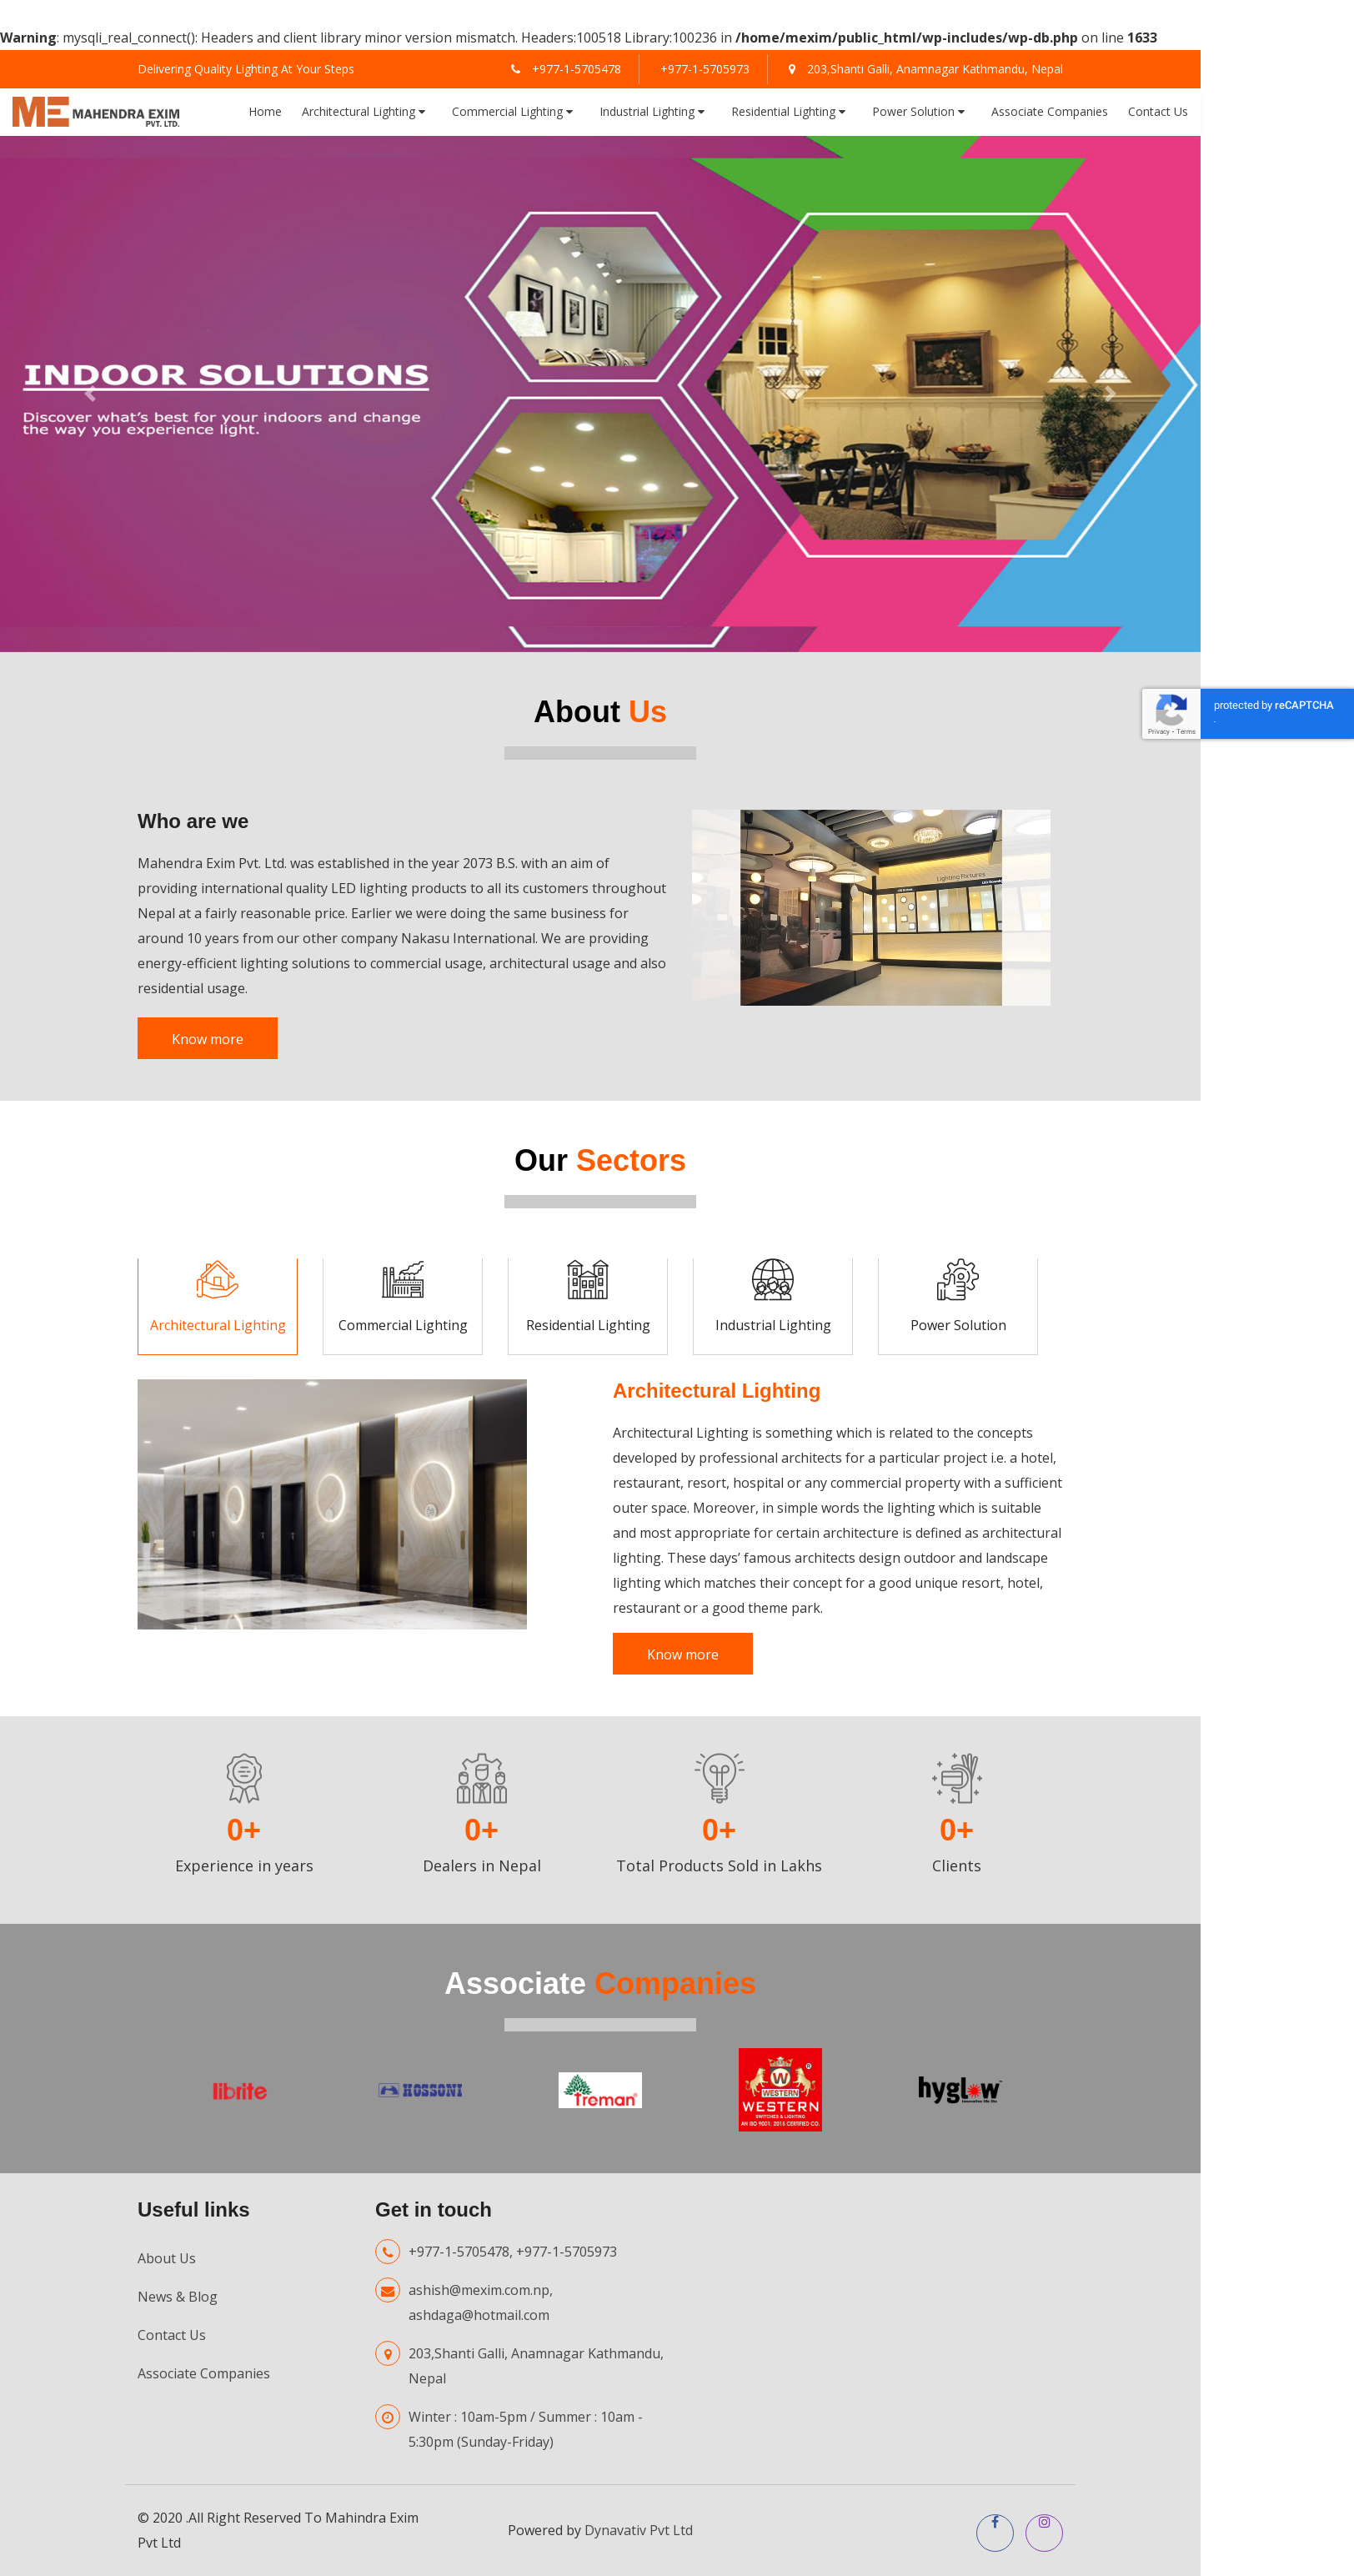 Warning: mysqli_real_connect(): Headers and client library minor version mismatch. Headers:100518 Library:100236 in /home/mexim/public_html/wp-includes/wp-db.php on line 1633
Delivering Quality Lighting At Your Steps
+977-1-5705478
+977-1-5705973
203,Shanti Galli, Anamnagar Kathmandu, Nepal
ME MAHENDRA EXIM
PVT. LTD.
Home
Architectural Lighting
Commercial Lighting
Industrial Lighting
Residential Lighting
Power Solution
Associate Companies
Contact Us
INDOOR SOLUTIONS
Discover what's best for your indoors and change
the way you experience light.
protected by reCAPTCHA
Privacy - Terms
About Us
Who are we
Mahendra Exim Pvt. Ltd. was established in the year 2073 B.S. with an aim of
providing international quality LED lighting products to all its customers throughout
Nepal at a fairly reasonable price. Earlier we were doing the same business for
around 10 years from our other company Nakasu International. We are providing
energy-efficient lighting solutions to commercial usage, architectural usage and also
residential usage.
Lighting Fixtures
Know more
Our Sectors
Architectural Lighting
Commercial Lighting
Residential Lighting
Industrial Lighting
Power Solution
Architectural Lighting
Architectural Lighting is something which is related to the concepts
developed by professional architects for a particular project i.e. a hotel,
restaurant, resort, hospital or any commercial property with a sufficient
outer space. Moreover, in simple words the lighting which is suitable
and most appropriate for certain architecture is defined as architectural
lighting. These days’ famous architects design outdoor and landscape
lighting which matches their concept for a good unique resort, hotel,
restaurant or a good theme park.
Know more
0+
Experience in years
0+
Dealers in Nepal
0+
Total Products Sold in Lakhs
0+
Clients
Associate Companies
librite
HOSSONI
Treman
W
WESTERN
WESTERN
SWITCHES & LIGHTING
AN ISO 9001: 2015 CERTIFIED CO.
hyglow
Useful links
About Us
News & Blog
Contact Us
Associate Companies
Get in touch
+977-1-5705478, +977-1-5705973
ashish@mexim.com.np,
ashdaga@hotmail.com
203,Shanti Galli, Anamnagar Kathmandu,
Nepal
Winter : 10am-5pm / Summer : 10am -
5:30pm (Sunday-Friday)
© 2020 .All Right Reserved To Mahindra Exim
Pvt Ltd
Powered by Dynavativ Pvt Ltd